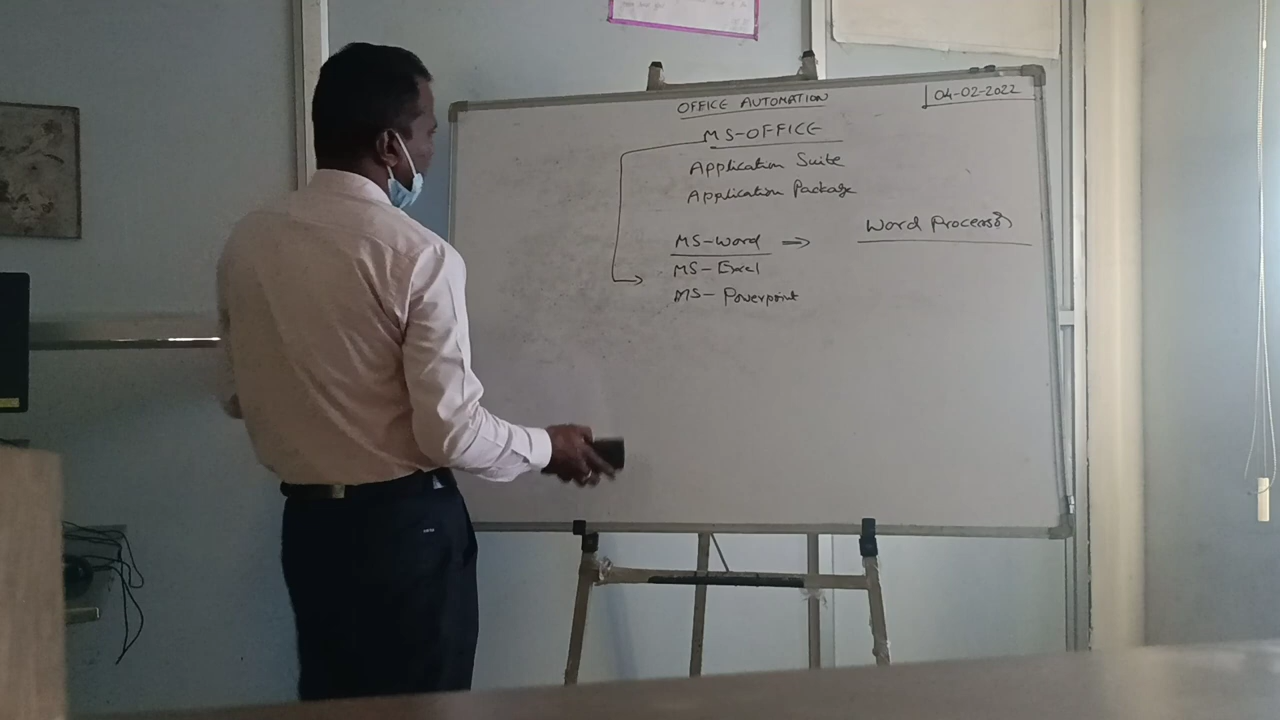 OFFICE AUTOMATION
04-02-2022
MS-OFFICE
Application Suite
Application Package
MS-Word ⇒ Word Processor
MS-Excel
MS-Powerpoint